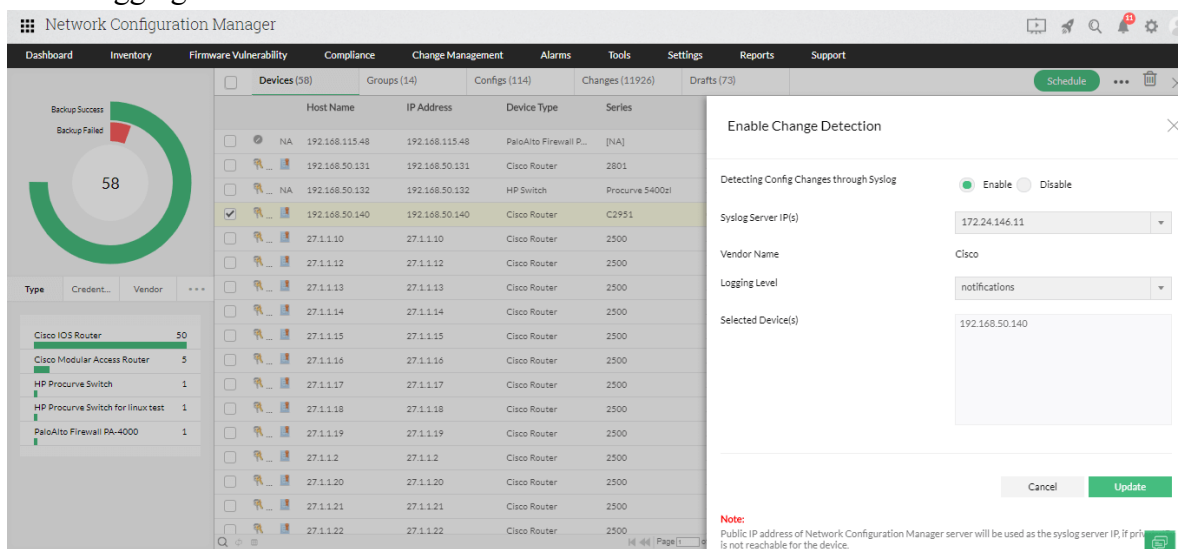 Network Configuration Manager
11
Dashboard Inventory Firmware Vulnerability Compliance Change Management Alarms Tools Settings Reports Support
Devices (58) Groups (14) Configs (114) Changes (11926) Drafts (73) Schedule
Backup Success
Backup Failed
58
Type Credent... Vendor
Cisco IOS Router 50
Cisco Modular Access Router 5
HP Procurve Switch 1
HP Procurve Switch for linux test 1
PaloAlto Firewall PA-4000 1
Host Name IP Address Device Type Series
NA 192.168.115.48 192.168.115.48 PaloAlto Firewall P... [NA]
... 192.168.50.131 192.168.50.131 Cisco Router 2801
... NA 192.168.50.132 192.168.50.132 HP Switch Procurve 5400zl
... 192.168.50.140 192.168.50.140 Cisco Router C2951
... 27.1.1.10 27.1.1.10 Cisco Router 2500
... 27.1.1.12 27.1.1.12 Cisco Router 2500
... 27.1.1.13 27.1.1.13 Cisco Router 2500
... 27.1.1.14 27.1.1.14 Cisco Router 2500
... 27.1.1.15 27.1.1.15 Cisco Router 2500
... 27.1.1.16 27.1.1.16 Cisco Router 2500
... 27.1.1.17 27.1.1.17 Cisco Router 2500
... 27.1.1.18 27.1.1.18 Cisco Router 2500
... 27.1.1.19 27.1.1.19 Cisco Router 2500
... 27.1.1.2 27.1.1.2 Cisco Router 2500
... 27.1.1.20 27.1.1.20 Cisco Router 2500
... 27.1.1.21 27.1.1.21 Cisco Router 2500
... 27.1.1.22 27.1.1.22 Cisco Router 2500
Page 1
Enable Change Detection
Detecting Config Changes through Syslog Enable Disable
Syslog Server IP(s) 172.24.146.11
Vendor Name Cisco
Logging Level notifications
Selected Device(s) 192.168.50.140
Cancel Update
Note:
Public IP address of Network Configuration Manager server will be used as the syslog server IP, if
is not reachable for the device.